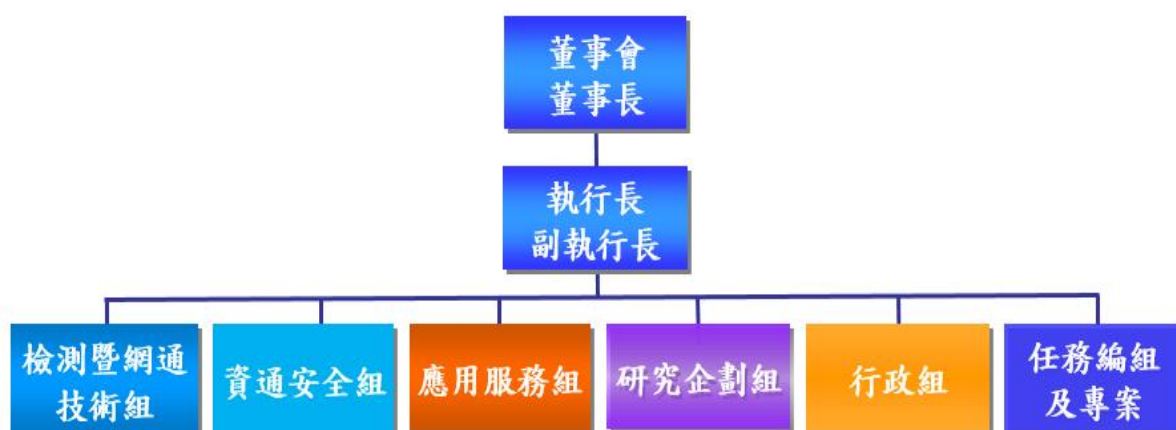 董事會
董事長
執行長
副執行長
檢測暨網通
技術組
資通安全組
應用服務組
研究企劃組
行政組
任務編組
及專案